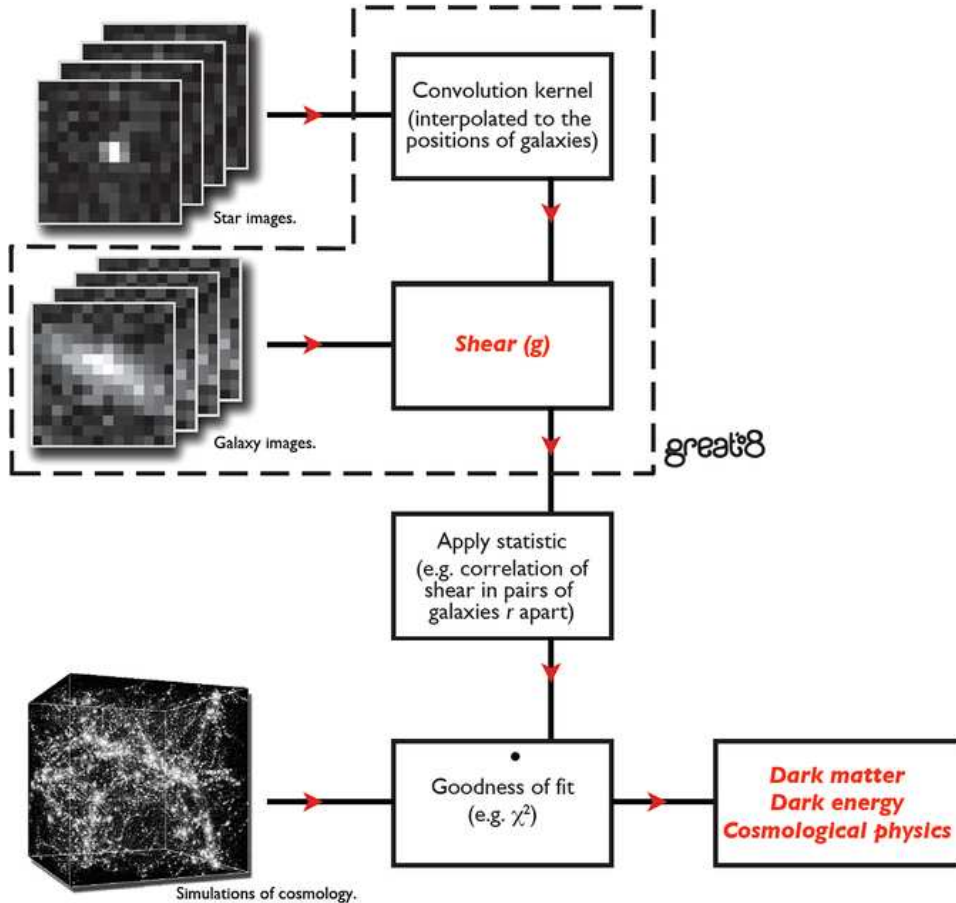 Convolution kernel
(interpolated to the
positions of galaxies)
Star images.
Shear (g)
Galaxy images.
great08
Apply statistic
(e.g. correlation of
shear in pairs of
galaxies r apart)
Goodness of fit
(e.g. χ²)
Dark matter
Dark energy
Cosmological physics
Simulations of cosmology.